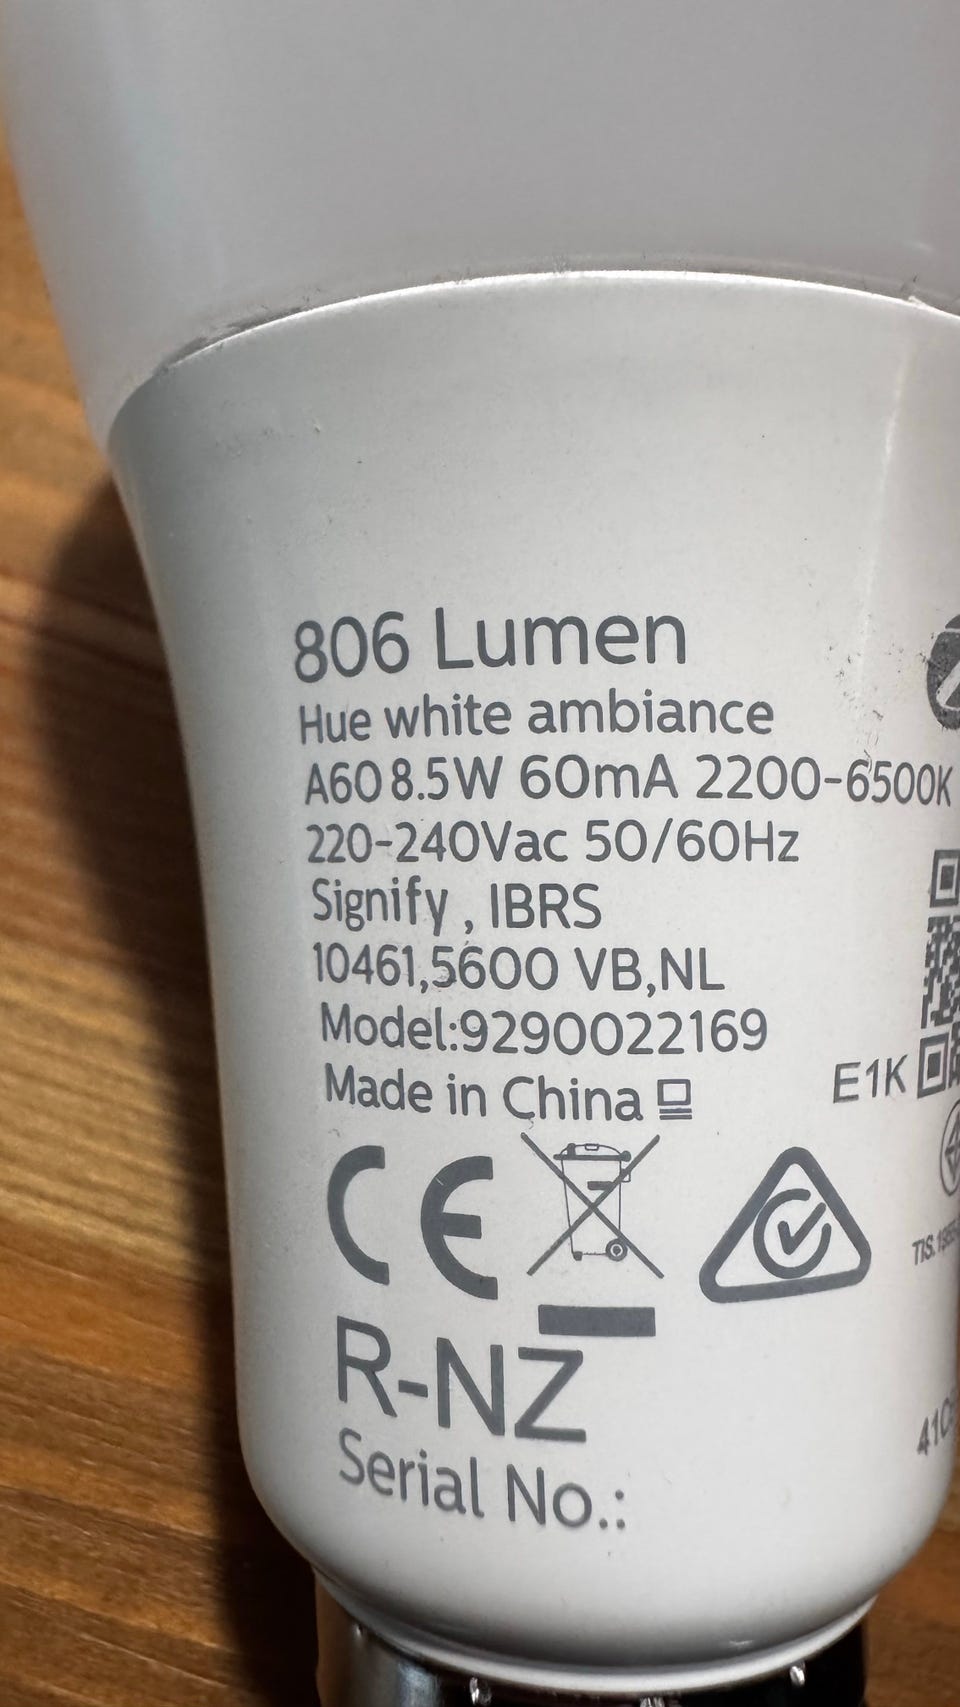 806 Lumen
Hue white ambiance
A60 8.5W 60mA 2200-6500K
220-240Vac 50/60Hz
Signify , IBRS
10461,5600 VB,NL
Model:9290022169
Made in China
E1K
CE
R-NZ
Serial No.: